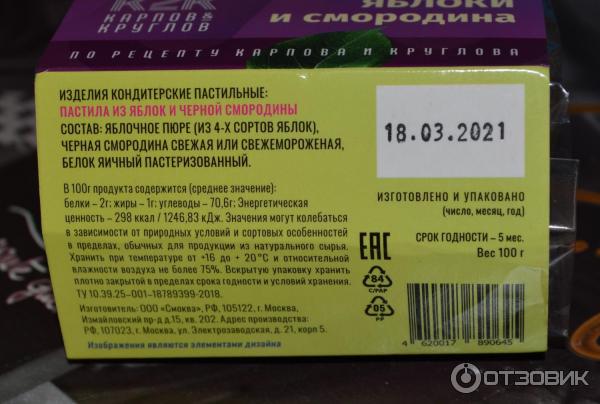 К2К
КАРПОВ&
КРУГЛОВ
ЯБЛОКИ
и смородина
ПО РЕЦЕПТУ КАРПОВА И КРУГЛОВА
ИЗДЕЛИЯ КОНДИТЕРСКИЕ ПАСТИЛЬНЫЕ:
ПАСТИЛА ИЗ ЯБЛОК И ЧЕРНОЙ СМОРОДИНЫ
СОСТАВ: ЯБЛОЧНОЕ ПЮРЕ (ИЗ 4-Х СОРТОВ ЯБЛОК),
ЧЕРНАЯ СМОРОДИНА СВЕЖАЯ ИЛИ СВЕЖЕМОРОЖЕНАЯ,
БЕЛОК ЯИЧНЫЙ ПАСТЕРИЗОВАННЫЙ.
В 100г продукта содержится (среднее значение):
белки – 2г; жиры – 1г; углеводы – 70,6г; Энергетическая
ценность – 298 ккал / 1246,83 кДж. Значения могут колебаться
в зависимости от природных условий и сортовых особенностей
в пределах, обычных для продукции из натурального сырья.
Хранить при температуре от +16 до + 20°С и относительной
влажности воздуха не более 75%. Вскрытую упаковку хранить
плотно закрытой в пределах срока годности и условий хранения.
ТУ 10.39.25-001-18789399-2018.
Изготовитель: ООО «Смоква», РФ, 105122, г. Москва,
Измайловский пр-д д.15, кв. 202. Адрес производства:
РФ, 107023, г. Москва, ул. Электрозаводская, д. 21, корп 5.
Изображения являются элементами дизайна
18.03.2021
ИЗГОТОВЛЕНО И УПАКОВАНО
(число, месяц, год)
СРОК ГОДНОСТИ – 5 мес.
Вес 100 г
ЕАС
84
C/PAP
05
PP
4 620017 890645
ОТЗОВИК